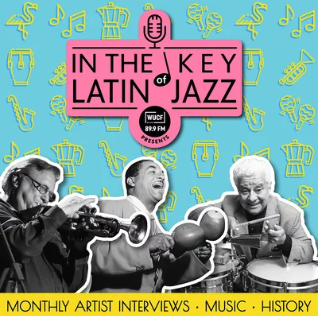 IN THE KEY
of
LATIN JAZZ
WUCF
89.9 FM
PRESENTS
MONTHLY ARTIST INTERVIEWS • MUSIC • HISTORY